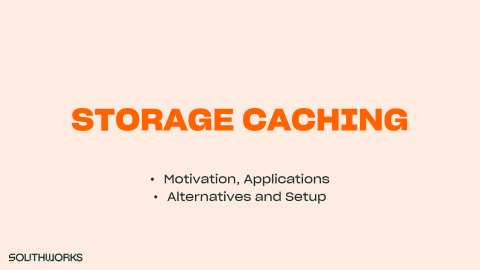 STORAGE CACHING
• Motivation, Applications
• Alternatives and Setup
SOUTHWORKS